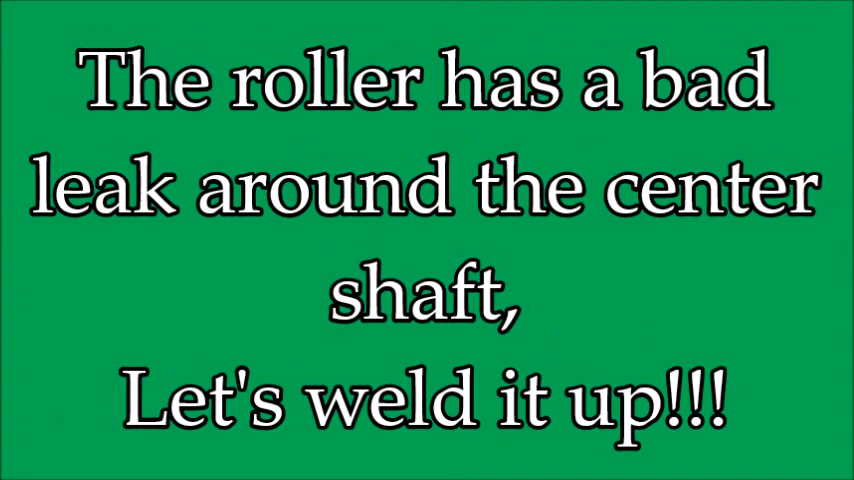 The roller has a bad
leak around the center
shaft,
Let's weld it up!!!